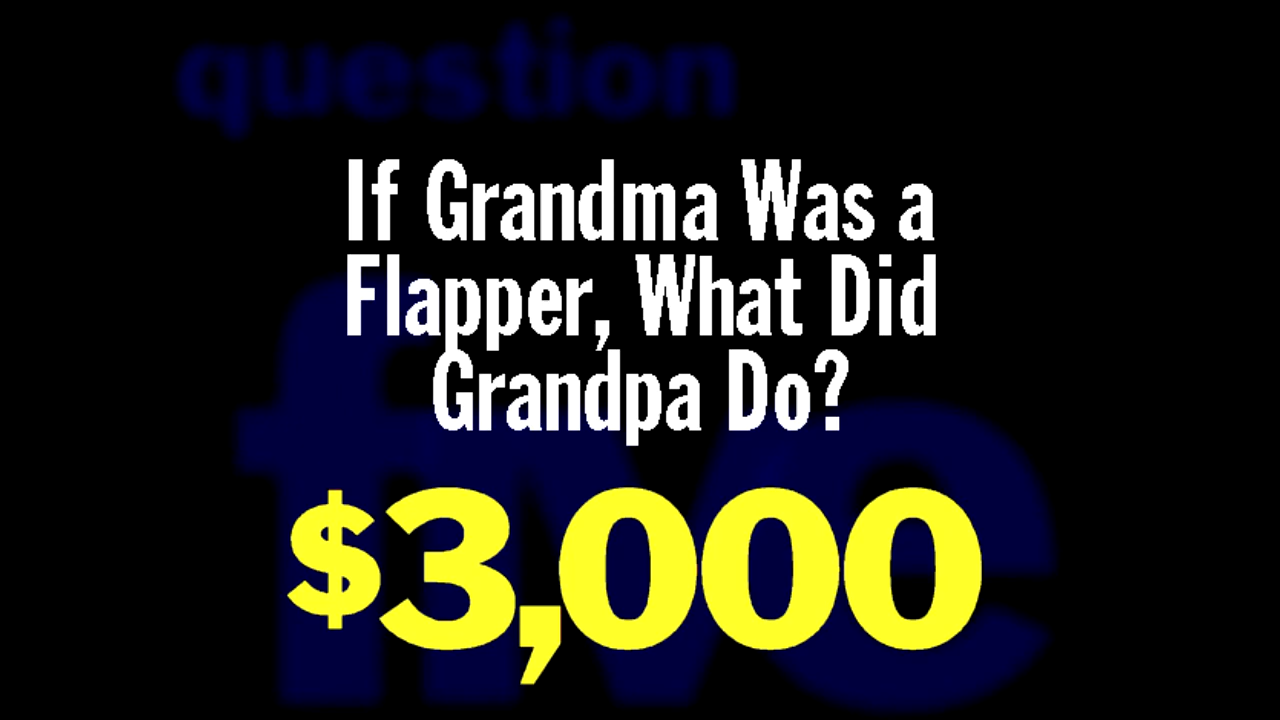 question
If Grandma Was a
Flapper, What Did
Grandpa Do?
five
$3,000